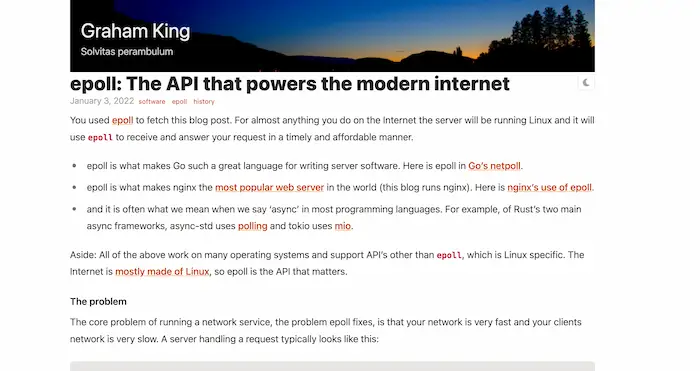 Graham King
Solvitas perambulum
epoll: The API that powers the modern internet
January 3, 2022 software epoll history
You used epoll to fetch this blog post. For almost anything you do on the Internet the server will be running Linux and it will
use epoll to receive and answer your request in a timely and affordable manner.
epoll is what makes Go such a great language for writing server software. Here is epoll in Go’s netpoll.
epoll is what makes nginx the most popular web server in the world (this blog runs nginx). Here is nginx’s use of epoll.
and it is often what we mean when we say ‘async’ in most programming languages. For example, of Rust’s two main
async frameworks, async-std uses polling and tokio uses mio.
Aside: All of the above work on many operating systems and support API’s other than epoll, which is Linux specific. The
Internet is mostly made of Linux, so epoll is the API that matters.
The problem
The core problem of running a network service, the problem epoll fixes, is that your network is very fast and your clients
network is very slow. A server handling a request typically looks like this: